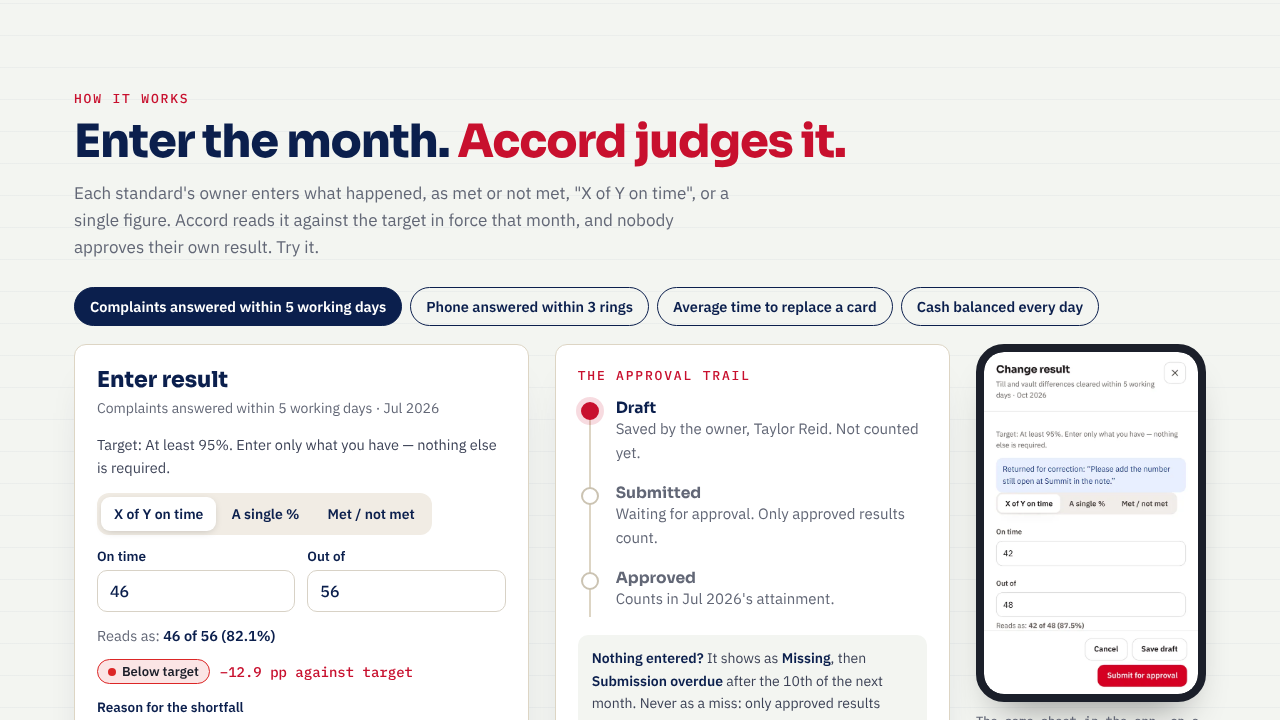 HOW IT WORKS
Enter the month. Accord judges it.
Each standard's owner enters what happened, as met or not met, "X of Y on time", or a
single figure. Accord reads it against the target in force that month, and nobody
approves their own result. Try it.
Complaints answered within 5 working days
Phone answered within 3 rings
Average time to replace a card
Cash balanced every day
Enter result
Complaints answered within 5 working days · Jul 2026
Target: At least 95%. Enter only what you have — nothing else
is required.
X of Y on time
A single %
Met / not met
On time
Out of
46
56
Reads as: 46 of 56 (82.1%)
Below target
−12.9 pp against target
Reason for the shortfall
THE APPROVAL TRAIL
Draft
Saved by the owner, Taylor Reid. Not counted
yet.
Submitted
Waiting for approval. Only approved results
count.
Approved
Counts in Jul 2026's attainment.
Nothing entered? It shows as Missing, then
Submission overdue after the 10th of the next
month. Never as a miss: only approved results
Change result
Till and vault differences cleared within 5 working
days · Oct 2026
Target: At least 95%. Enter only what you have — nothing
else is required.
Returned for correction: "Please add the number
still open at Summit in the note."
X of Y on time
A single %
Met / not met
On time
42
Out of
48
Reads as: 42 of 48 (87.5%)
Cancel
Save draft
Submit for approval